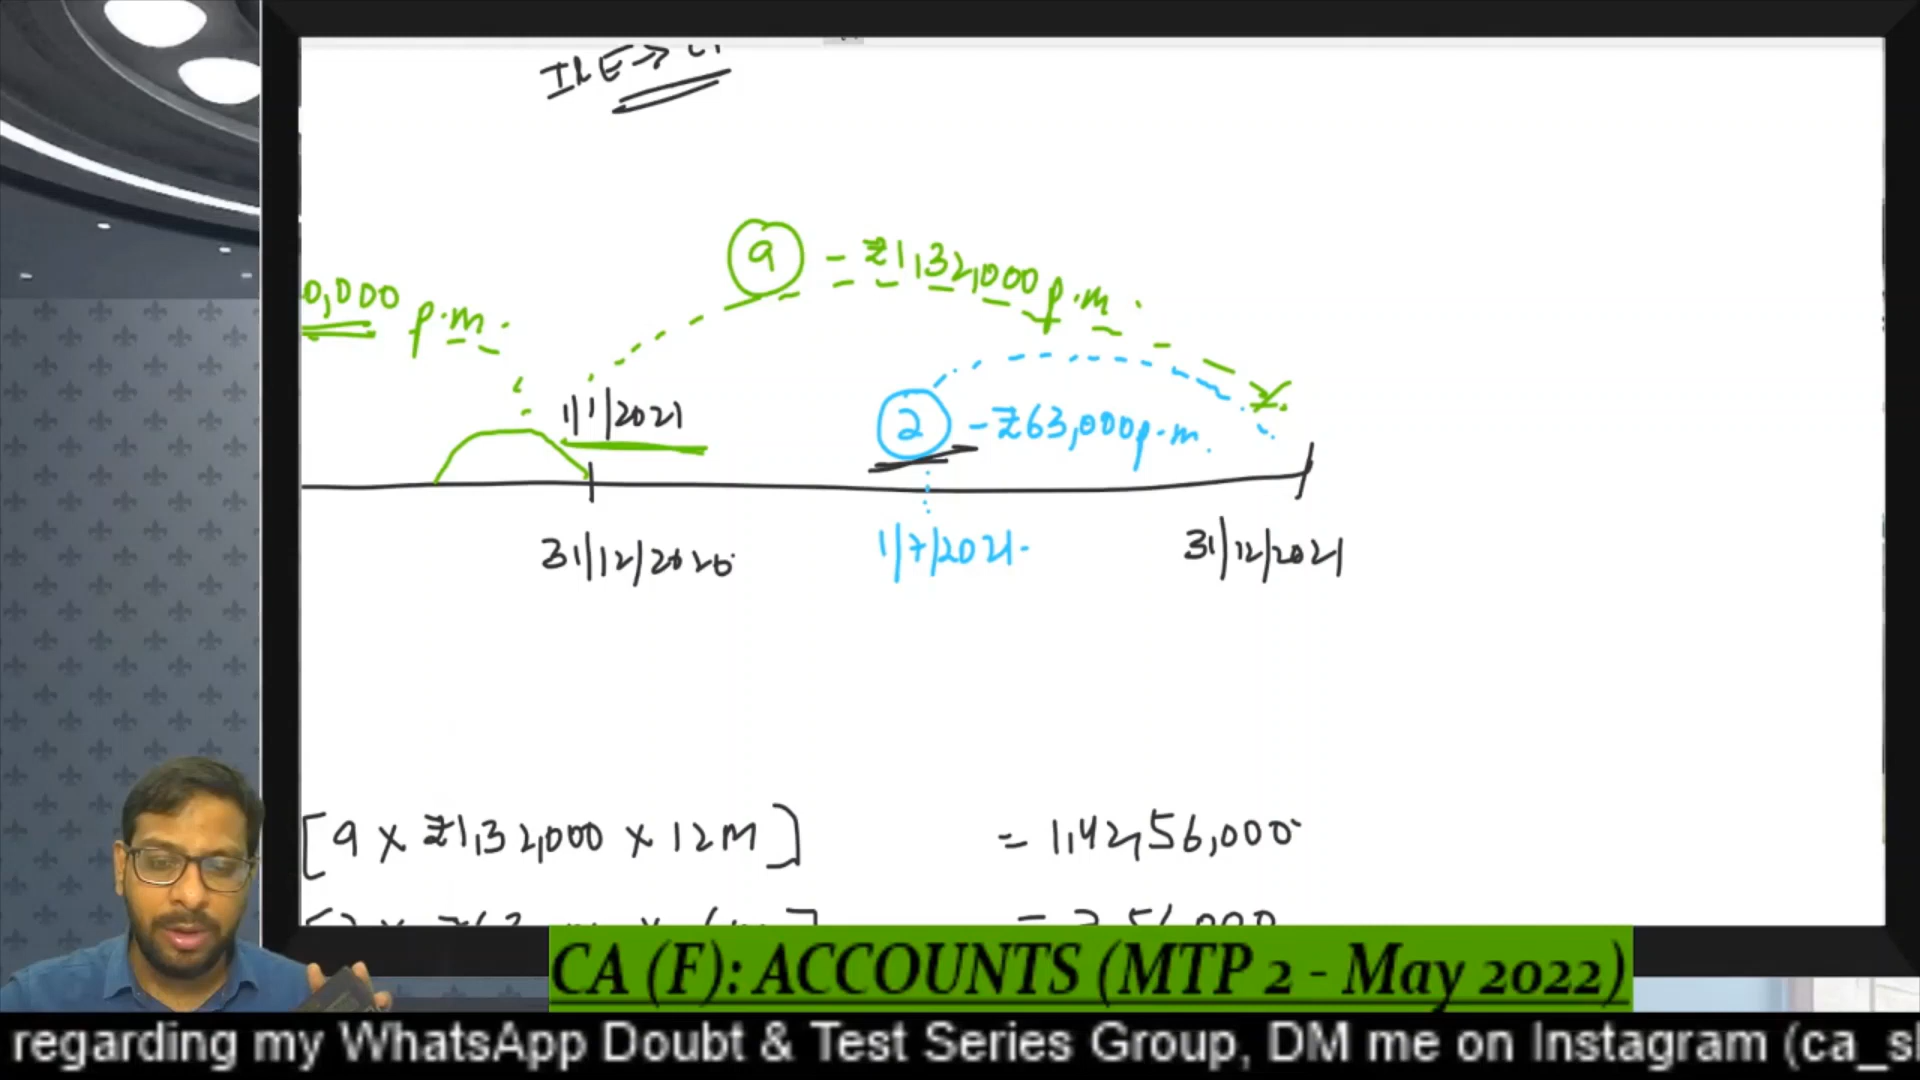 ILE →
9 - ₹1,32,000 p.m.
0,000 p.m.
1/1/2021
2 - ₹63,000 p.m.
31/12/2020
1/7/2021
31/12/2021
[9 × ₹1,32,000 × 12M] = 1,42,56,000
CA (F): ACCOUNTS (MTP 2 - May 2022)
regarding my WhatsApp Doubt & Test Series Group, DM me on Instagram (ca_s